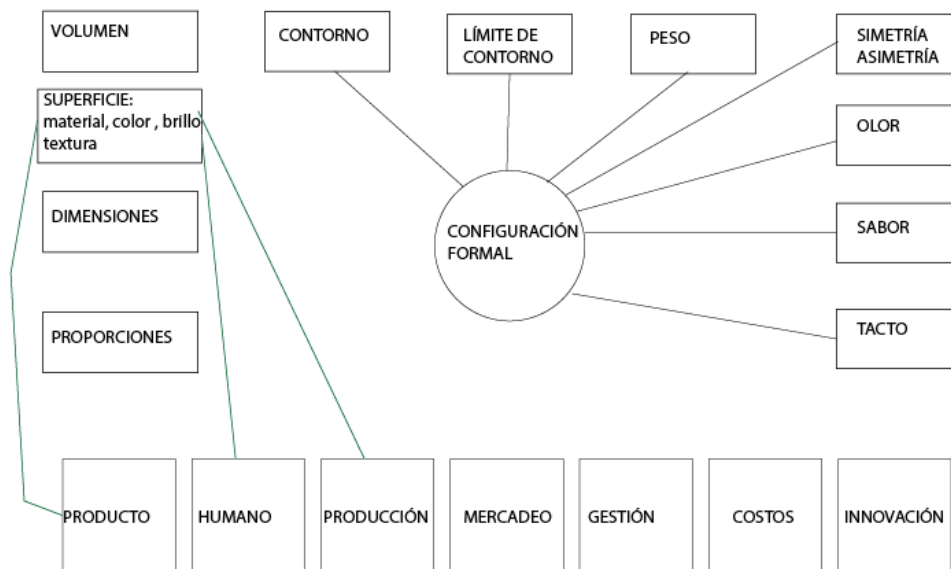 VOLUMEN
CONTORNO
LÍMITE DE
CONTORNO
PESO
SIMETRÍA
ASIMETRÍA
SUPERFICIE:
material, color , brillo
textura
OLOR
DIMENSIONES
CONFIGURACIÓN
FORMAL
SABOR
PROPORCIONES
TACTO
PRODUCTO
HUMANO
PRODUCCIÓN
MERCADEO
GESTIÓN
COSTOS
INNOVACIÓN